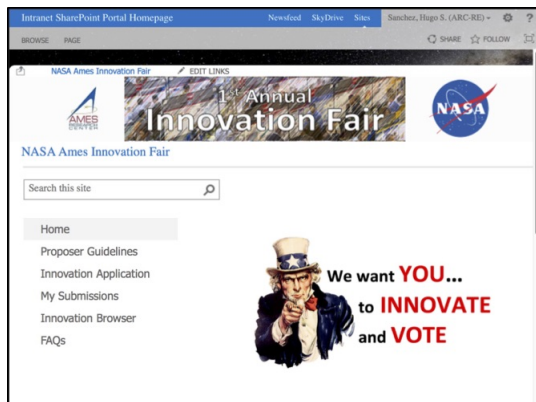 Intranet SharePoint Portal Homepage
Newsfeed SkyDrive Sites Sanchez, Hugo S. (ARC-RE) ?
BROWSE PAGE
SHARE FOLLOW
NASA Ames Innovation Fair EDIT LINKS
AMES
CENTER
1st Annual
Innovation Fair
NASA
NASA Ames Innovation Fair
Search this site
Home
Proposer Guidelines
Innovation Application
My Submissions
Innovation Browser
FAQs
We want YOU...
to INNOVATE
and VOTE